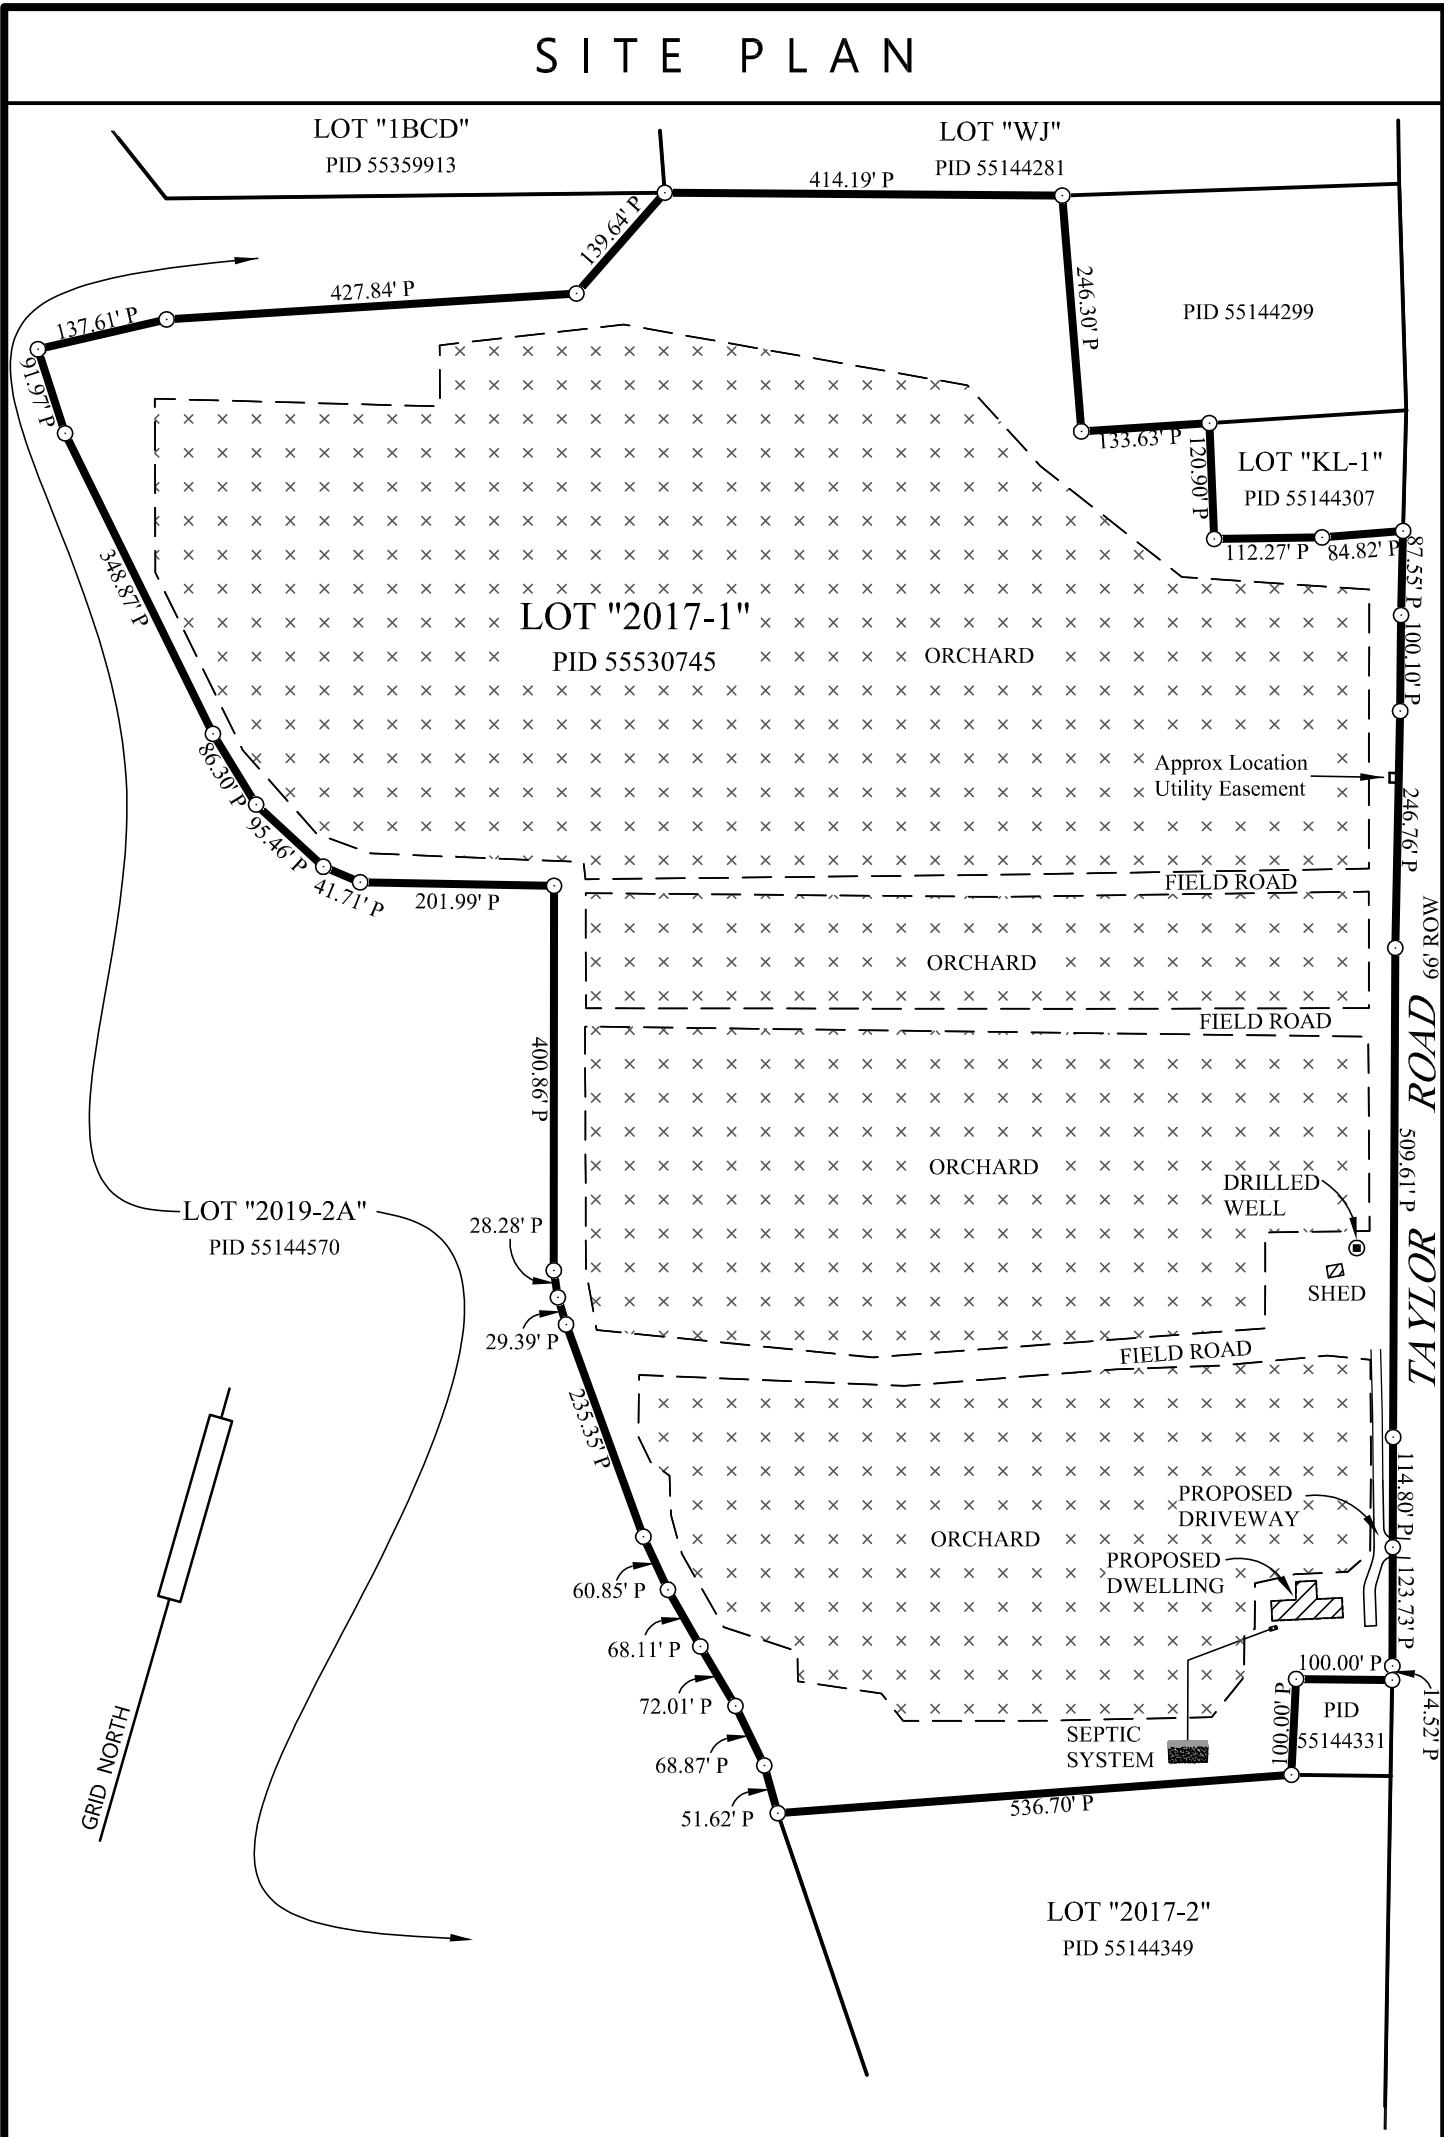 SITE PLAN
LOT "1BCD"
PID 55359913
LOT "WJ"
PID 55144281
414.19' P
139.64' P
427.84' P
137.61' P
91.97' P
246.30' P
PID 55144299
133.63' P
120.90' P
LOT "KL-1"
PID 55144307
112.27' P
84.82' P
87.55' P
100.10' P
348.87' P
LOT "2017-1"
PID 55530745
ORCHARD
86.30' P
95.46' P
41.71' P
201.99' P
Approx Location
Utility Easement
246.76' P
FIELD ROAD
ORCHARD
66' ROW
FIELD ROAD
TAYLOR ROAD
400.86' P
ORCHARD
509.61' P
DRILLED
WELL
SHED
LOT "2019-2A"
PID 55144570
28.28' P
29.39' P
FIELD ROAD
235.35' P
114.80' P
PROPOSED
DRIVEWAY
ORCHARD
PROPOSED
DWELLING
123.73' P
60.85' P
68.11' P
72.01' P
68.87' P
51.62' P
100.00' P
100.00' P
14.52' P
PID
55144331
SEPTIC
SYSTEM
536.70' P
GRID NORTH
LOT "2017-2"
PID 55144349